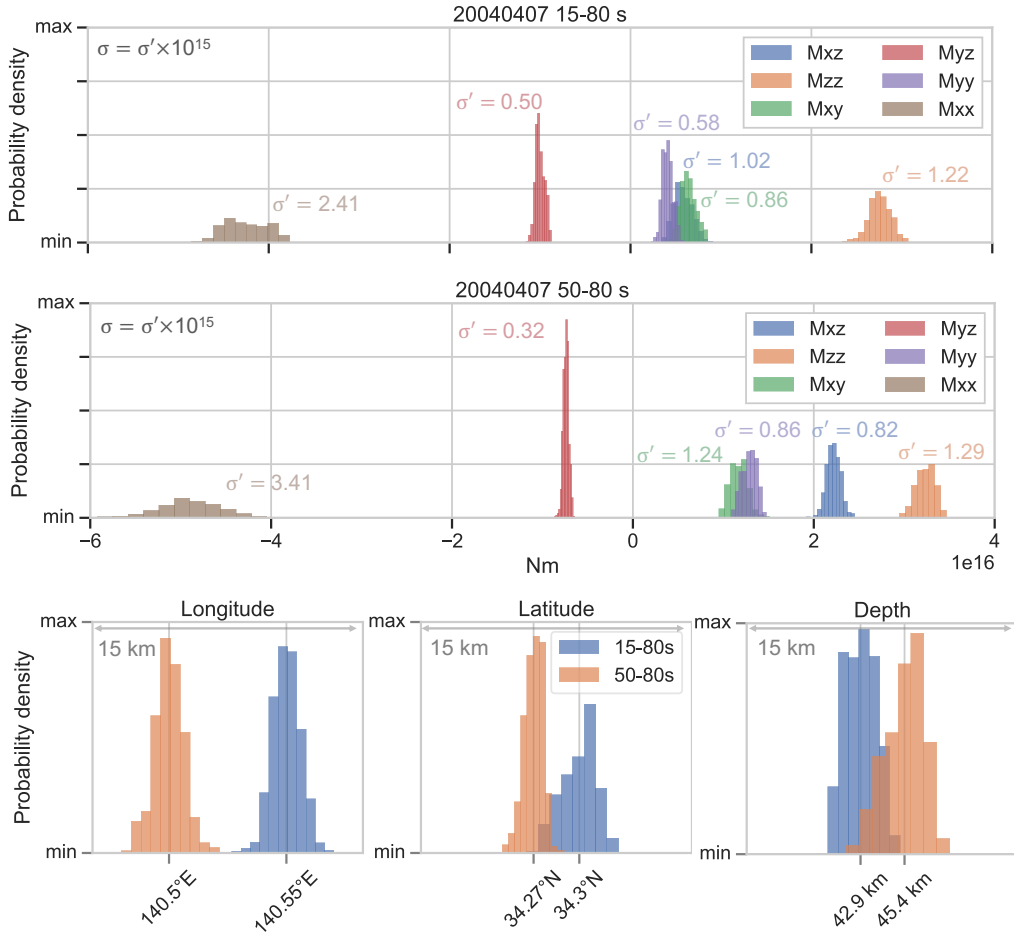 20040407 15-80 s
max
σ = σ′×10¹⁵
Mxz
Myz
Mzz
Myy
Mxy
Mxx
σ′ = 0.50
σ′ = 0.58
σ′ = 1.02
σ′ = 1.22
σ′ = 0.86
σ′ = 2.41
Probability density
min
20040407 50-80 s
max
σ = σ′×10¹⁵
σ′ = 0.32
Mxz
Myz
Mzz
Myy
Mxy
Mxx
σ′ = 0.86
σ′ = 0.82
σ′ = 1.24
σ′ = 1.29
σ′ = 3.41
Probability density
min
−6
−4
−2
0
2
4
Nm
1e16
Longitude
Latitude
Depth
max
15 km
max
15 km
15-80s
50-80s
max
15 km
Probability density
min
min
min
140.5°E
140.55°E
34.27°N
34.3°N
42.9 km
45.4 km